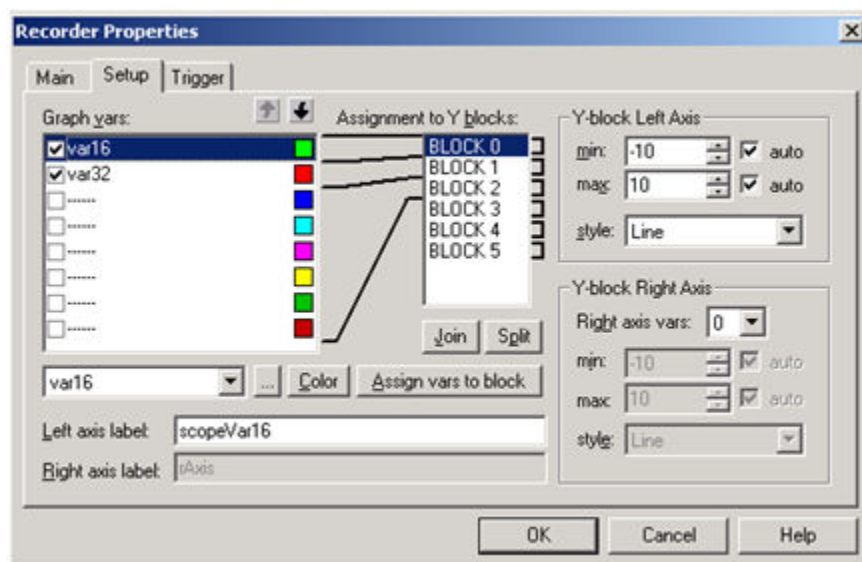 Recorder Properties
Main Setup Trigger
Graph vars: Assignment to Y blocks:
var16
var32
------
------
------
------
------
------
BLOCK 0
BLOCK 1
BLOCK 2
BLOCK 3
BLOCK 4
BLOCK 5
Join Split
var16 ... Color Assign vars to block
Left axis label: scopeVar16
Right axis label: rAxis
Y-block Left Axis
min: -10 auto
max: 10 auto
style: Line
Y-block Right Axis
Right axis vars: 0
min: -10 auto
max: 10 auto
style: Line
OK Cancel Help